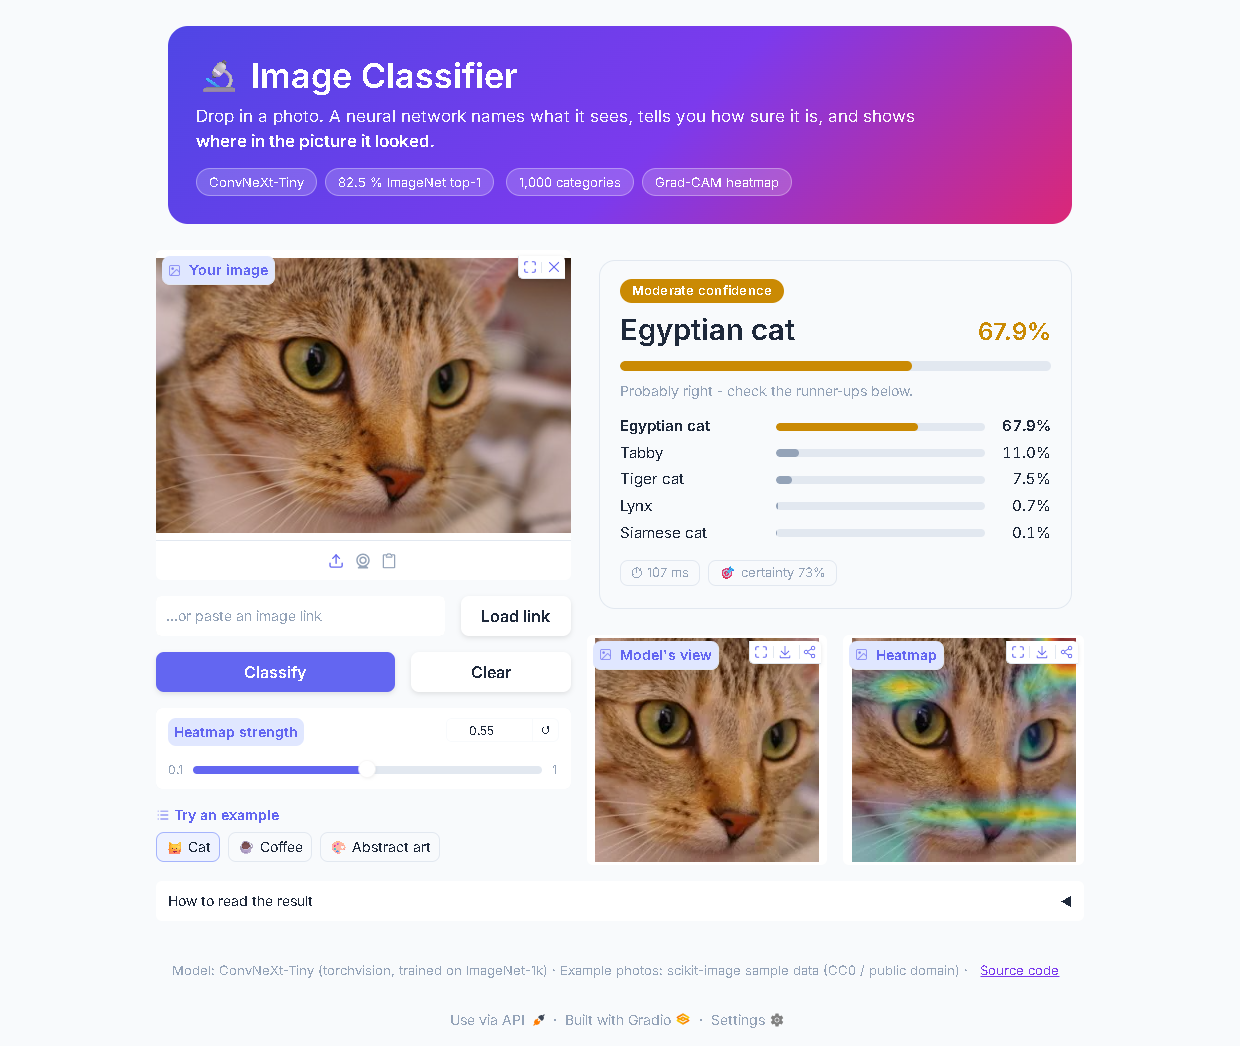 Image Classifier
Drop in a photo. A neural network names what it sees, tells you how sure it is, and shows
where in the picture it looked.
ConvNeXt-Tiny
82.5 % ImageNet top-1
1,000 categories
Grad-CAM heatmap
Your image
...or paste an image link
Load link
Classify
Clear
Heatmap strength
0.55
↺
0.1
1
Try an example
Cat
Coffee
Abstract art
Moderate confidence
Egyptian cat 67.9%
Probably right - check the runner-ups below.
Egyptian cat 67.9%
Tabby 11.0%
Tiger cat 7.5%
Lynx 0.7%
Siamese cat 0.1%
107 ms
certainty 73%
Model's view
Heatmap
How to read the result
Model: ConvNeXt-Tiny (torchvision, trained on ImageNet-1k) · Example photos: scikit-image sample data (CC0 / public domain) · Source code
Use via API · Built with Gradio · Settings